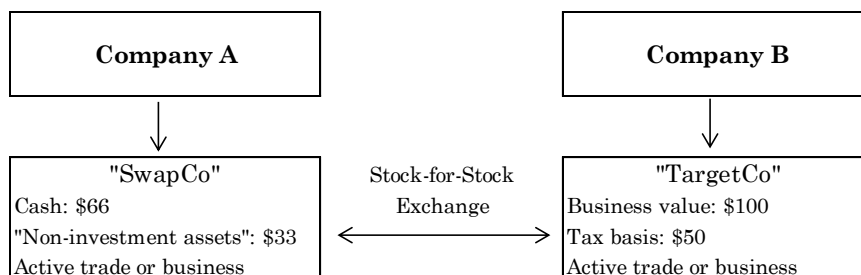 Company A
Company B
"SwapCo"
Cash: $66
"Non-investment assets": $33
Active trade or business
Stock-for-Stock
Exchange
"TargetCo"
Business value: $100
Tax basis: $50
Active trade or business